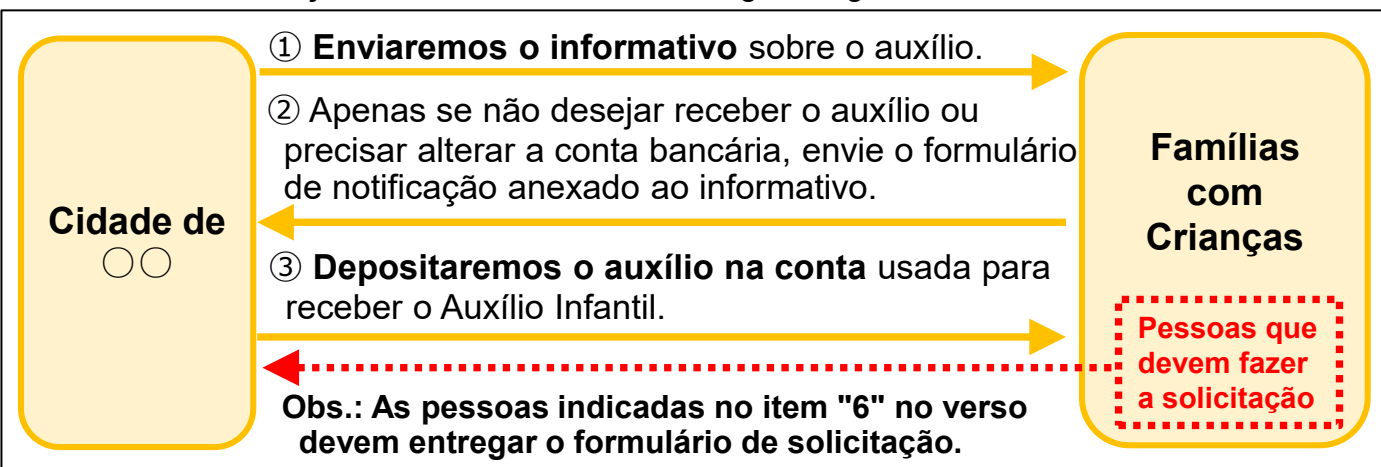 ① Enviaremos o informativo sobre o auxílio.
② Apenas se não desejar receber o auxílio ou
precisar alterar a conta bancária, envie o formulário
de notificação anexado ao informativo.
Cidade de
○○
③ Depositaremos o auxílio na conta usada para
receber o Auxílio Infantil.
Famílias
com
Crianças
Pessoas que
devem fazer
a solicitação
Obs.: As pessoas indicadas no item "6" no verso
devem entregar o formulário de solicitação.